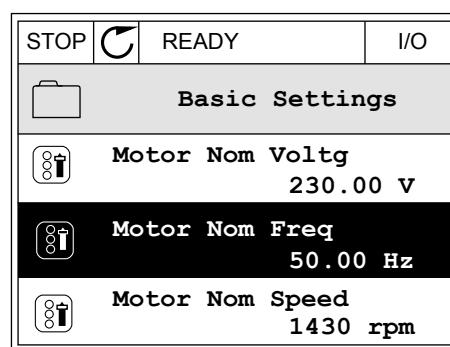 STOP READY I/O
Basic Settings
Motor Nom Voltg
230.00 V
Motor Nom Freq
50.00 Hz
Motor Nom Speed
1430 rpm